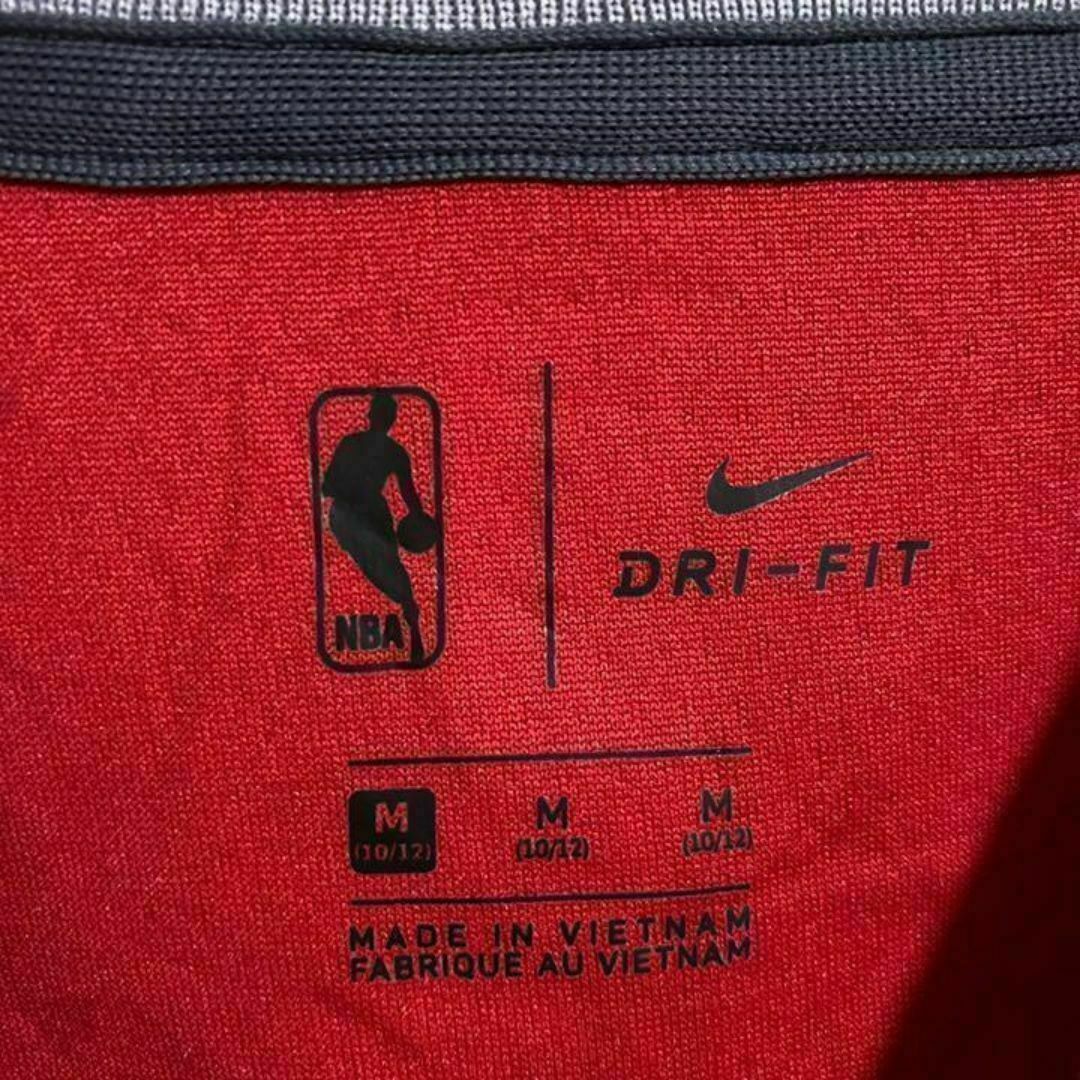 NBA
DRI-FIT
M M M
(10/12) (10/12) (10/12)
MADE IN VIETNAM
FABRIQUE AU VIETNAM